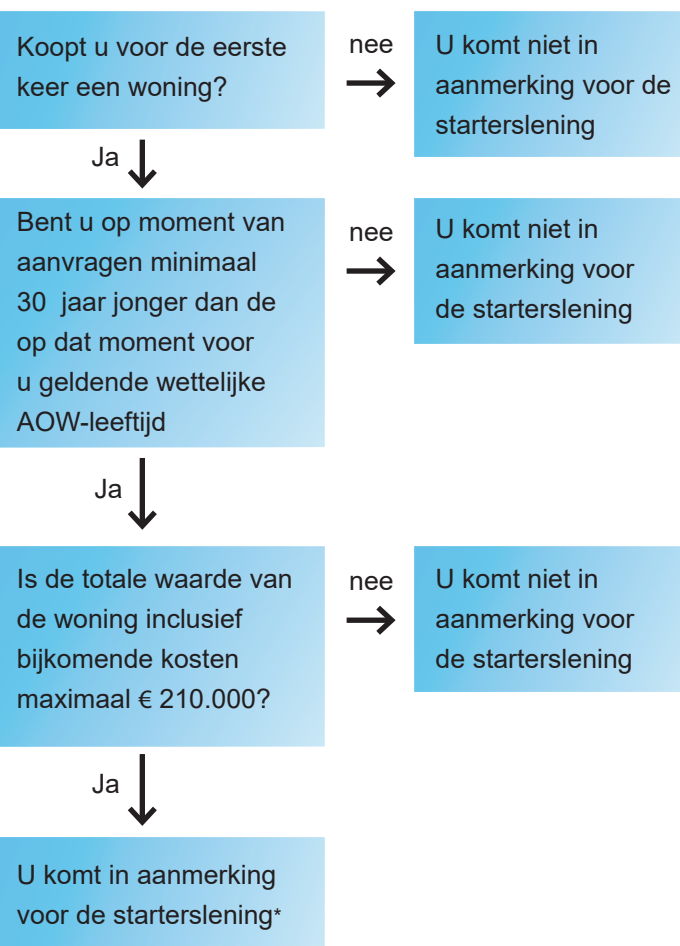 Koopt u voor de eerste
keer een woning?
nee
U komt niet in
aanmerking voor de
starterslening
Ja
Bent u op moment van
aanvragen minimaal
30  jaar jonger dan de
op dat moment voor
u geldende wettelijke
AOW-leeftijd
nee
U komt niet in
aanmerking voor
de starterslening
Ja
Is de totale waarde van
de woning inclusief
bijkomende kosten
maximaal € 210.000?
nee
U komt niet in
aanmerking voor
de starterslening
Ja
U komt in aanmerking
voor de starterslening*